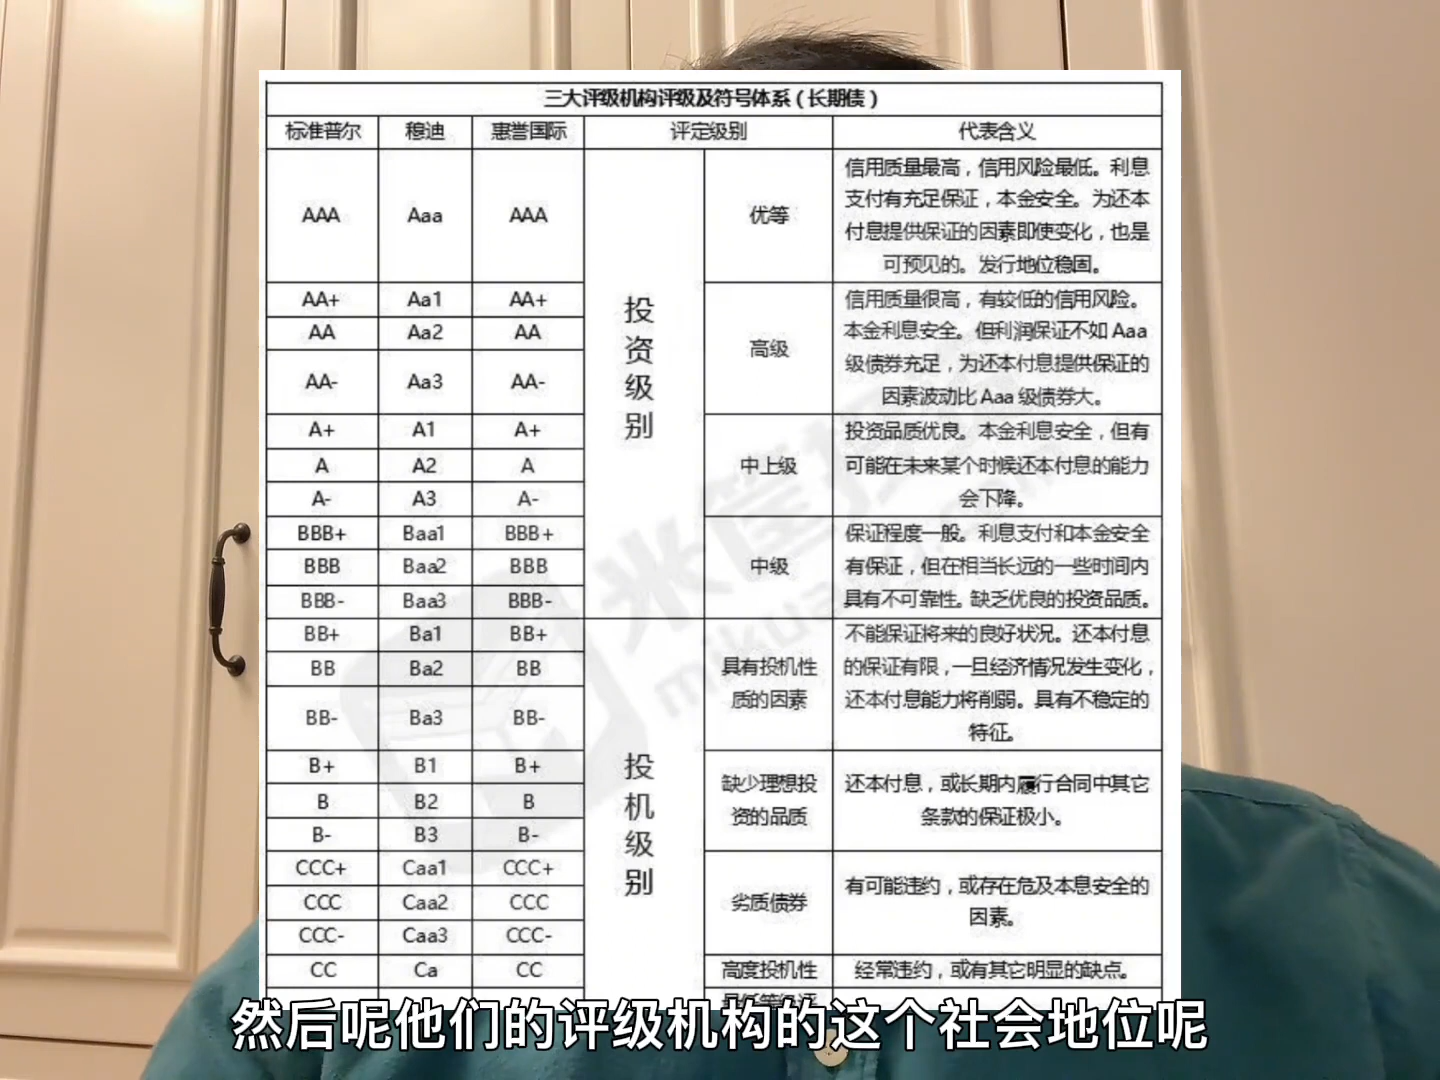 三大评级机构评级及符号体系（长期债）
标准普尔 穆迪 惠誉国际 评定级别 代表含义
投资级别
AAA Aaa AAA 优等
信用质量最高，信用风险最低。利息
支付有充足保证，本金安全。为还本
付息提供保证的因素即使变化，也是
可预见的。发行地位稳固。
AA+ Aa1 AA+
AA Aa2 AA
AA- Aa3 AA-
高级
信用质量很高，有较低的信用风险。
本金利息安全。但利润保证不如 Aaa
级债券充足，为还本付息提供保证的
因素波动比 Aaa 级债券大。
A+ A1 A+
A A2 A
A- A3 A-
中上级
投资品质优良。本金利息安全，但有
可能在未来某个时候还本付息的能力
会下降。
BBB+ Baa1 BBB+
BBB Baa2 BBB
BBB- Baa3 BBB-
中级
保证程度一般。利息支付和本金安全
有保证，但在相当长远的一些时间内
具有不可靠性。缺乏优良的投资品质。
投机级别
BB+ Ba1 BB+
BB Ba2 BB
BB- Ba3 BB-
具有投机性
质的因素
不能保证将来的良好状况。还本付息
的保证有限，一旦经济情况发生变化，
还本付息能力将削弱。具有不稳定的
特征。
B+ B1 B+
B B2 B
B- B3 B-
缺少理想投
资的品质
还本付息，或长期内履行合同中其它
条款的保证极小。
CCC+ Caa1 CCC+
CCC Caa2 CCC
CCC- Caa3 CCC-
劣质债券
有可能违约，或存在危及本息安全的
因素。
CC Ca CC 高度投机性 经常违约，或有其它明显的缺点。
然后呢他们的评级机构的这个社会地位呢